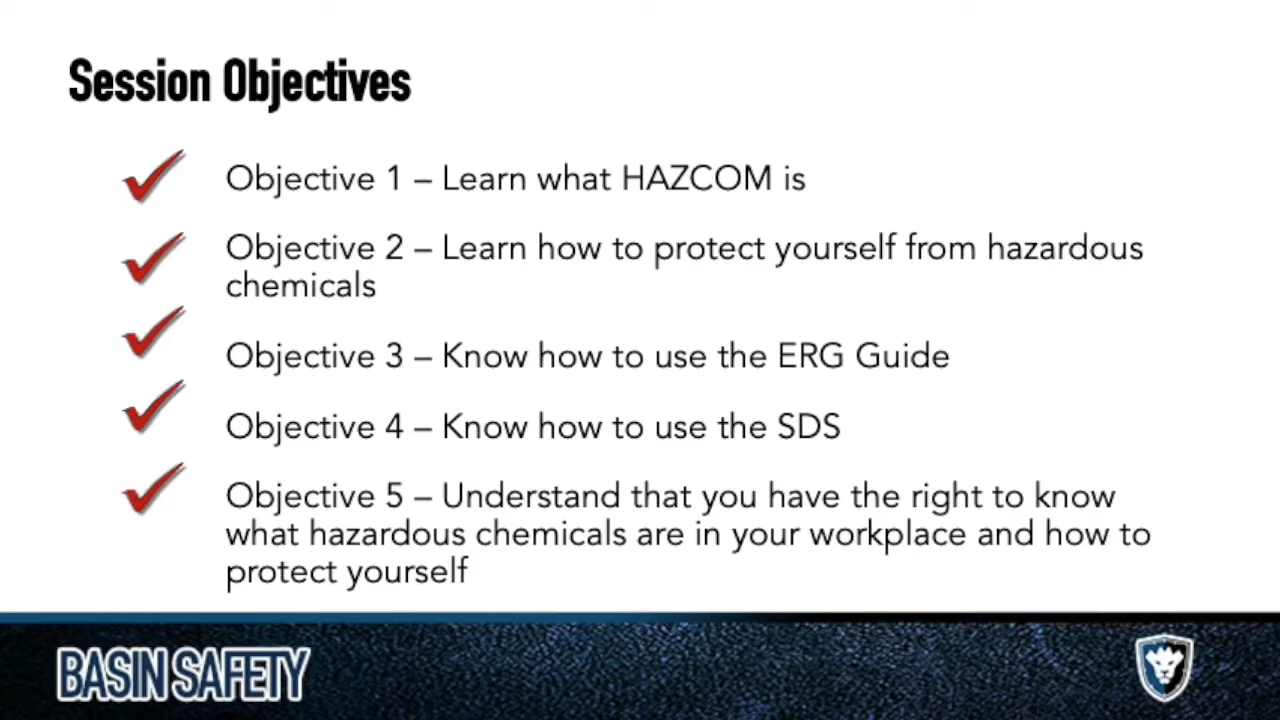 Session Objectives
Objective 1 – Learn what HAZCOM is
Objective 2 – Learn how to protect yourself from hazardous
chemicals
Objective 3 – Know how to use the ERG Guide
Objective 4 – Know how to use the SDS
Objective 5 – Understand that you have the right to know
what hazardous chemicals are in your workplace and how to
protect yourself
BASIN SAFETY